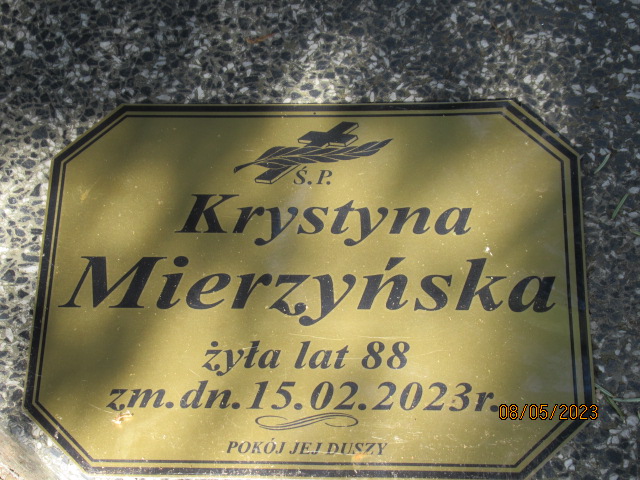 Ś.P.
Krystyna
Mierzyńska
żyła lat 88
zm.dn.15.02.2023r.
POKÓJ JEJ DUSZY
08/05/2023